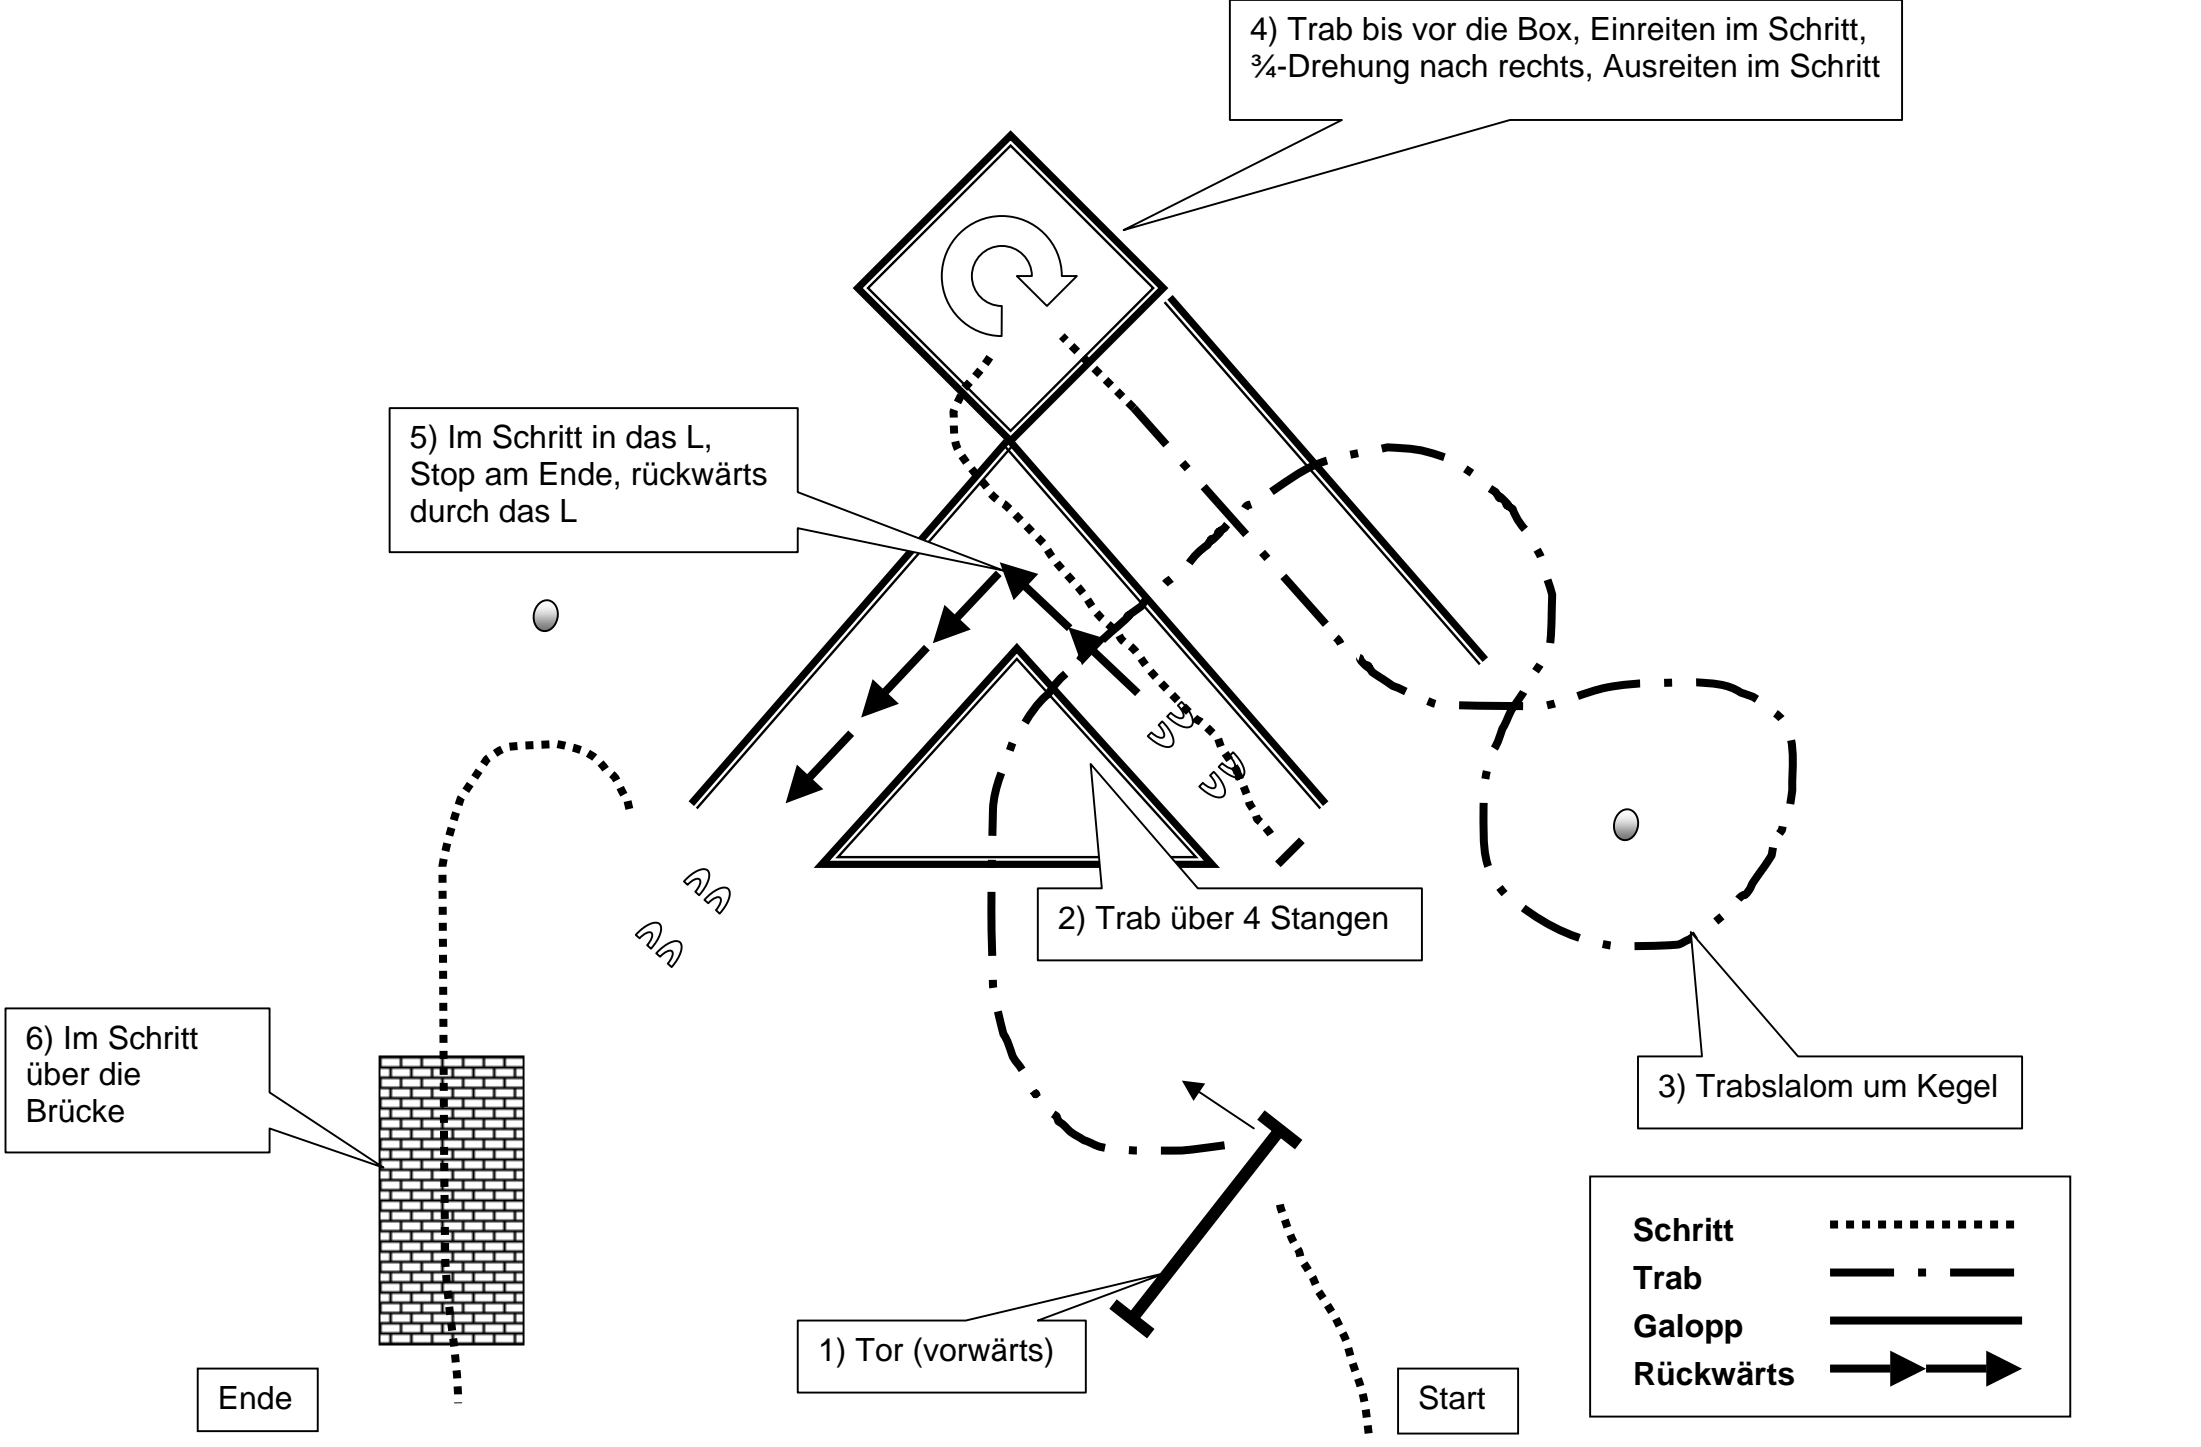 4) Trab bis vor die Box, Einreiten im Schritt,
¾-Drehung nach rechts, Ausreiten im Schritt
5) Im Schritt in das L,
Stop am Ende, rückwärts
durch das L
2) Trab über 4 Stangen
6) Im Schritt
über die
Brücke
3) Trabslalom um Kegel
1) Tor (vorwärts)
Ende
Start
Schritt
Trab
Galopp
Rückwärts